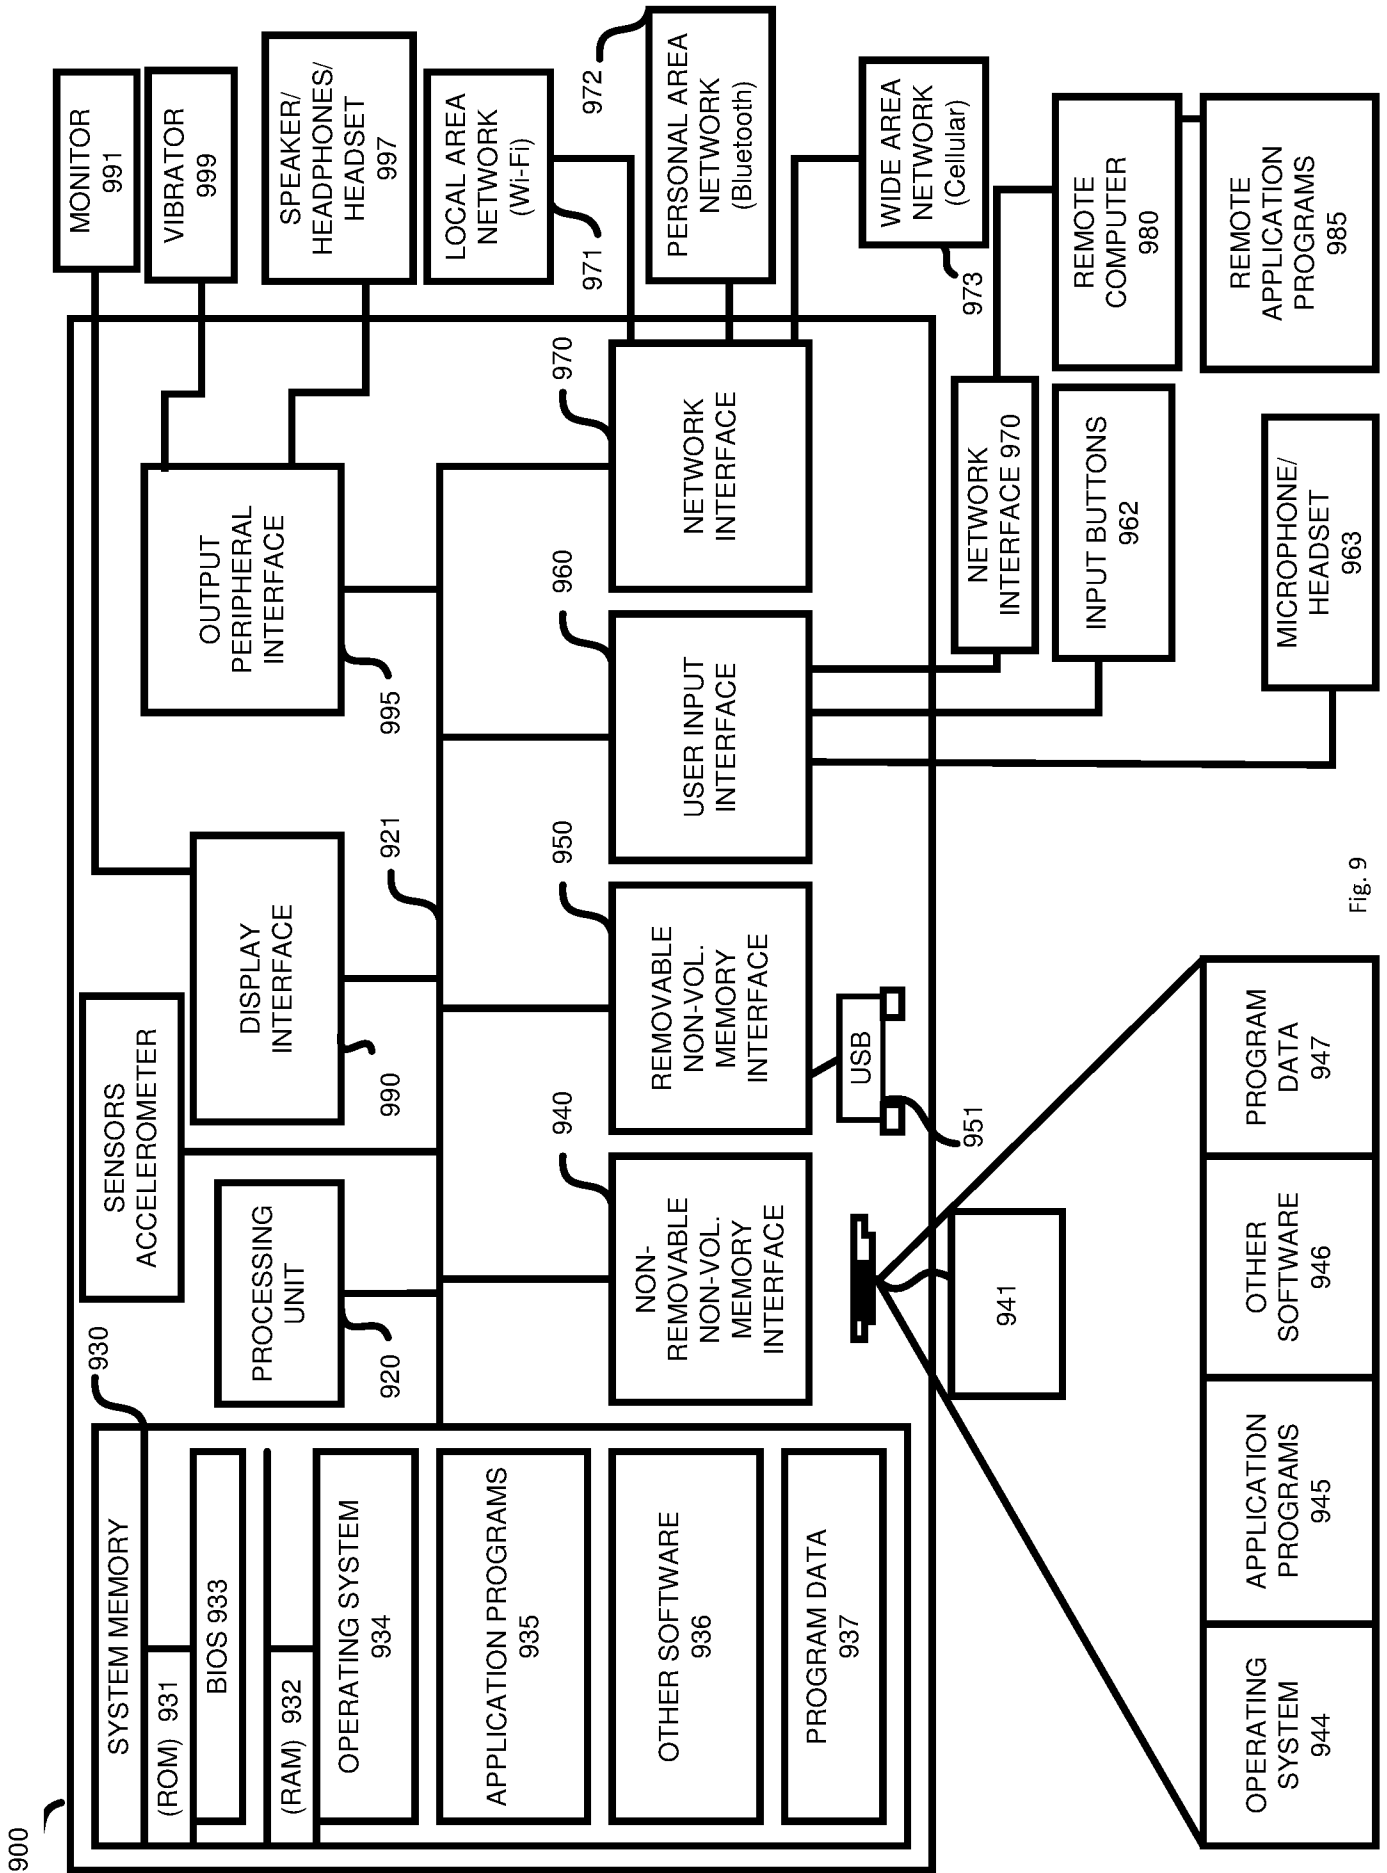 900
SYSTEM MEMORY
930
(ROM) 931
BIOS 933
(RAM) 932
OPERATING SYSTEM
934
APPLICATION PROGRAMS
935
OTHER SOFTWARE
936
PROGRAM DATA
937
PROCESSING
UNIT
920
SENSORS
ACCELEROMETER
DISPLAY
INTERFACE
990
921
OUTPUT
PERIPHERAL
INTERFACE
995
MONITOR
991
VIBRATOR
999
SPEAKER/
HEADPHONES/
HEADSET
997
LOCAL AREA
NETWORK
(Wi-Fi)
971
972
PERSONAL AREA
NETWORK
(Bluetooth)
WIDE AREA
NETWORK
(Cellular)
973
NON-
REMOVABLE
NON-VOL.
MEMORY
INTERFACE
940
REMOVABLE
NON-VOL.
MEMORY
INTERFACE
950
USER INPUT
INTERFACE
960
NETWORK
INTERFACE
970
USB
951
941
NETWORK
INTERFACE 970
REMOTE
COMPUTER
980
REMOTE
APPLICATION
PROGRAMS
985
INPUT BUTTONS
962
MICROPHONE/
HEADSET
963
OPERATING
SYSTEM
944
APPLICATION
PROGRAMS
945
OTHER
SOFTWARE
946
PROGRAM
DATA
947
Fig. 9